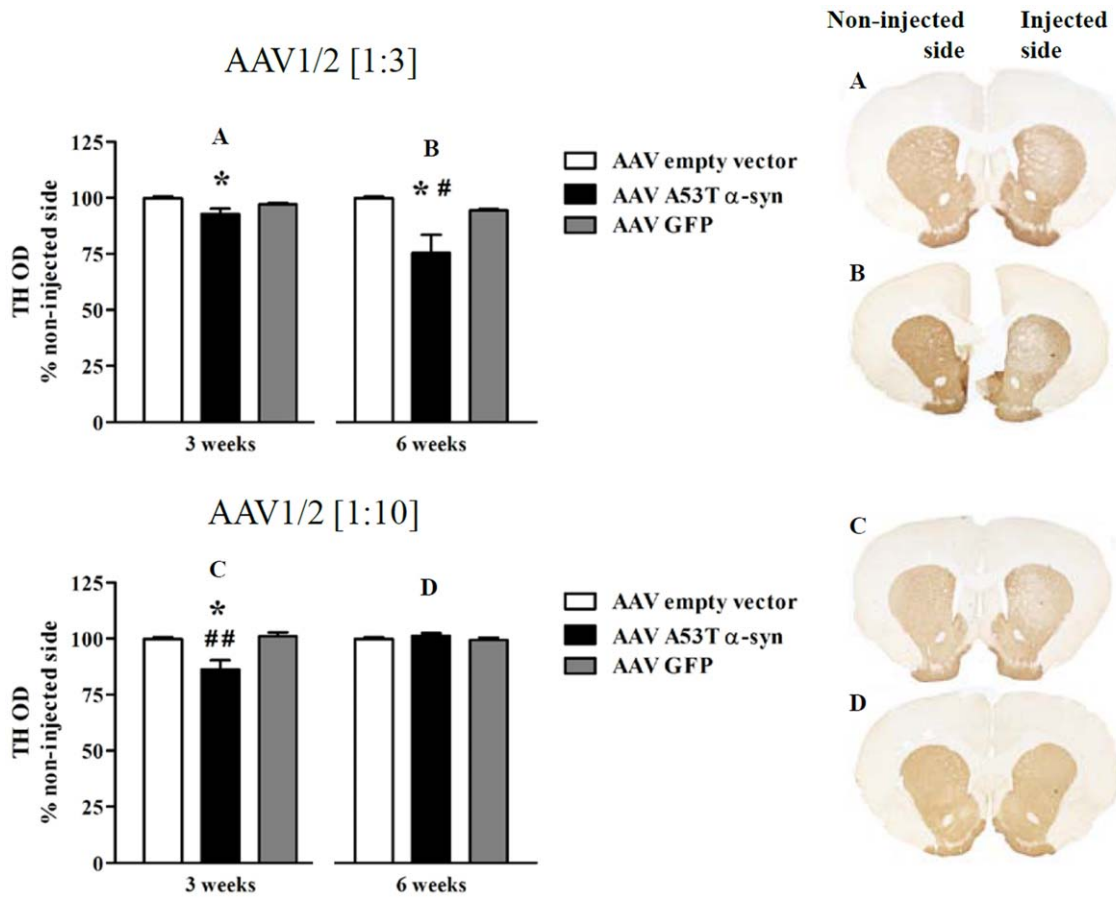 AAV1/2 [1:3]
125
100
75
50
25
0
TH OD
% non-injected side
A
*
B
* #
3 weeks
6 weeks
AAV empty vector
AAV A53T α-syn
AAV GFP
Non-injected
side
Injected
side
A
B
AAV1/2 [1:10]
125
100
75
50
25
0
TH OD
% non-injected side
C
*
##
D
3 weeks
6 weeks
AAV empty vector
AAV A53T α-syn
AAV GFP
C
D